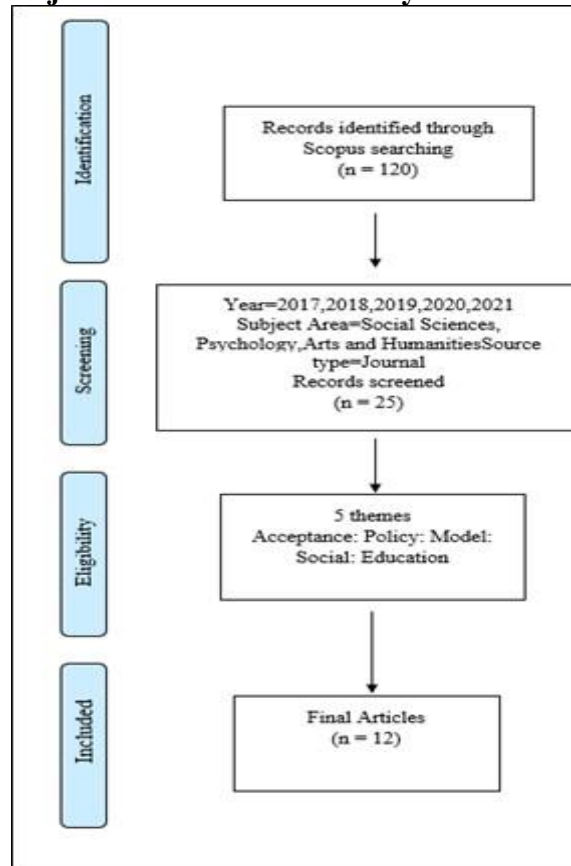 Identification
Records identified through
Scopus searching
(n = 120)
Screening
Year=2017,2018,2019,2020,2021
Subject Area=Social Sciences,
Psychology,Arts and HumanitiesSource
type=Journal
Records screened
(n = 25)
Eligibility
5 themes
Acceptance: Policy: Model:
Social: Education
Included
Final Articles
(n = 12)